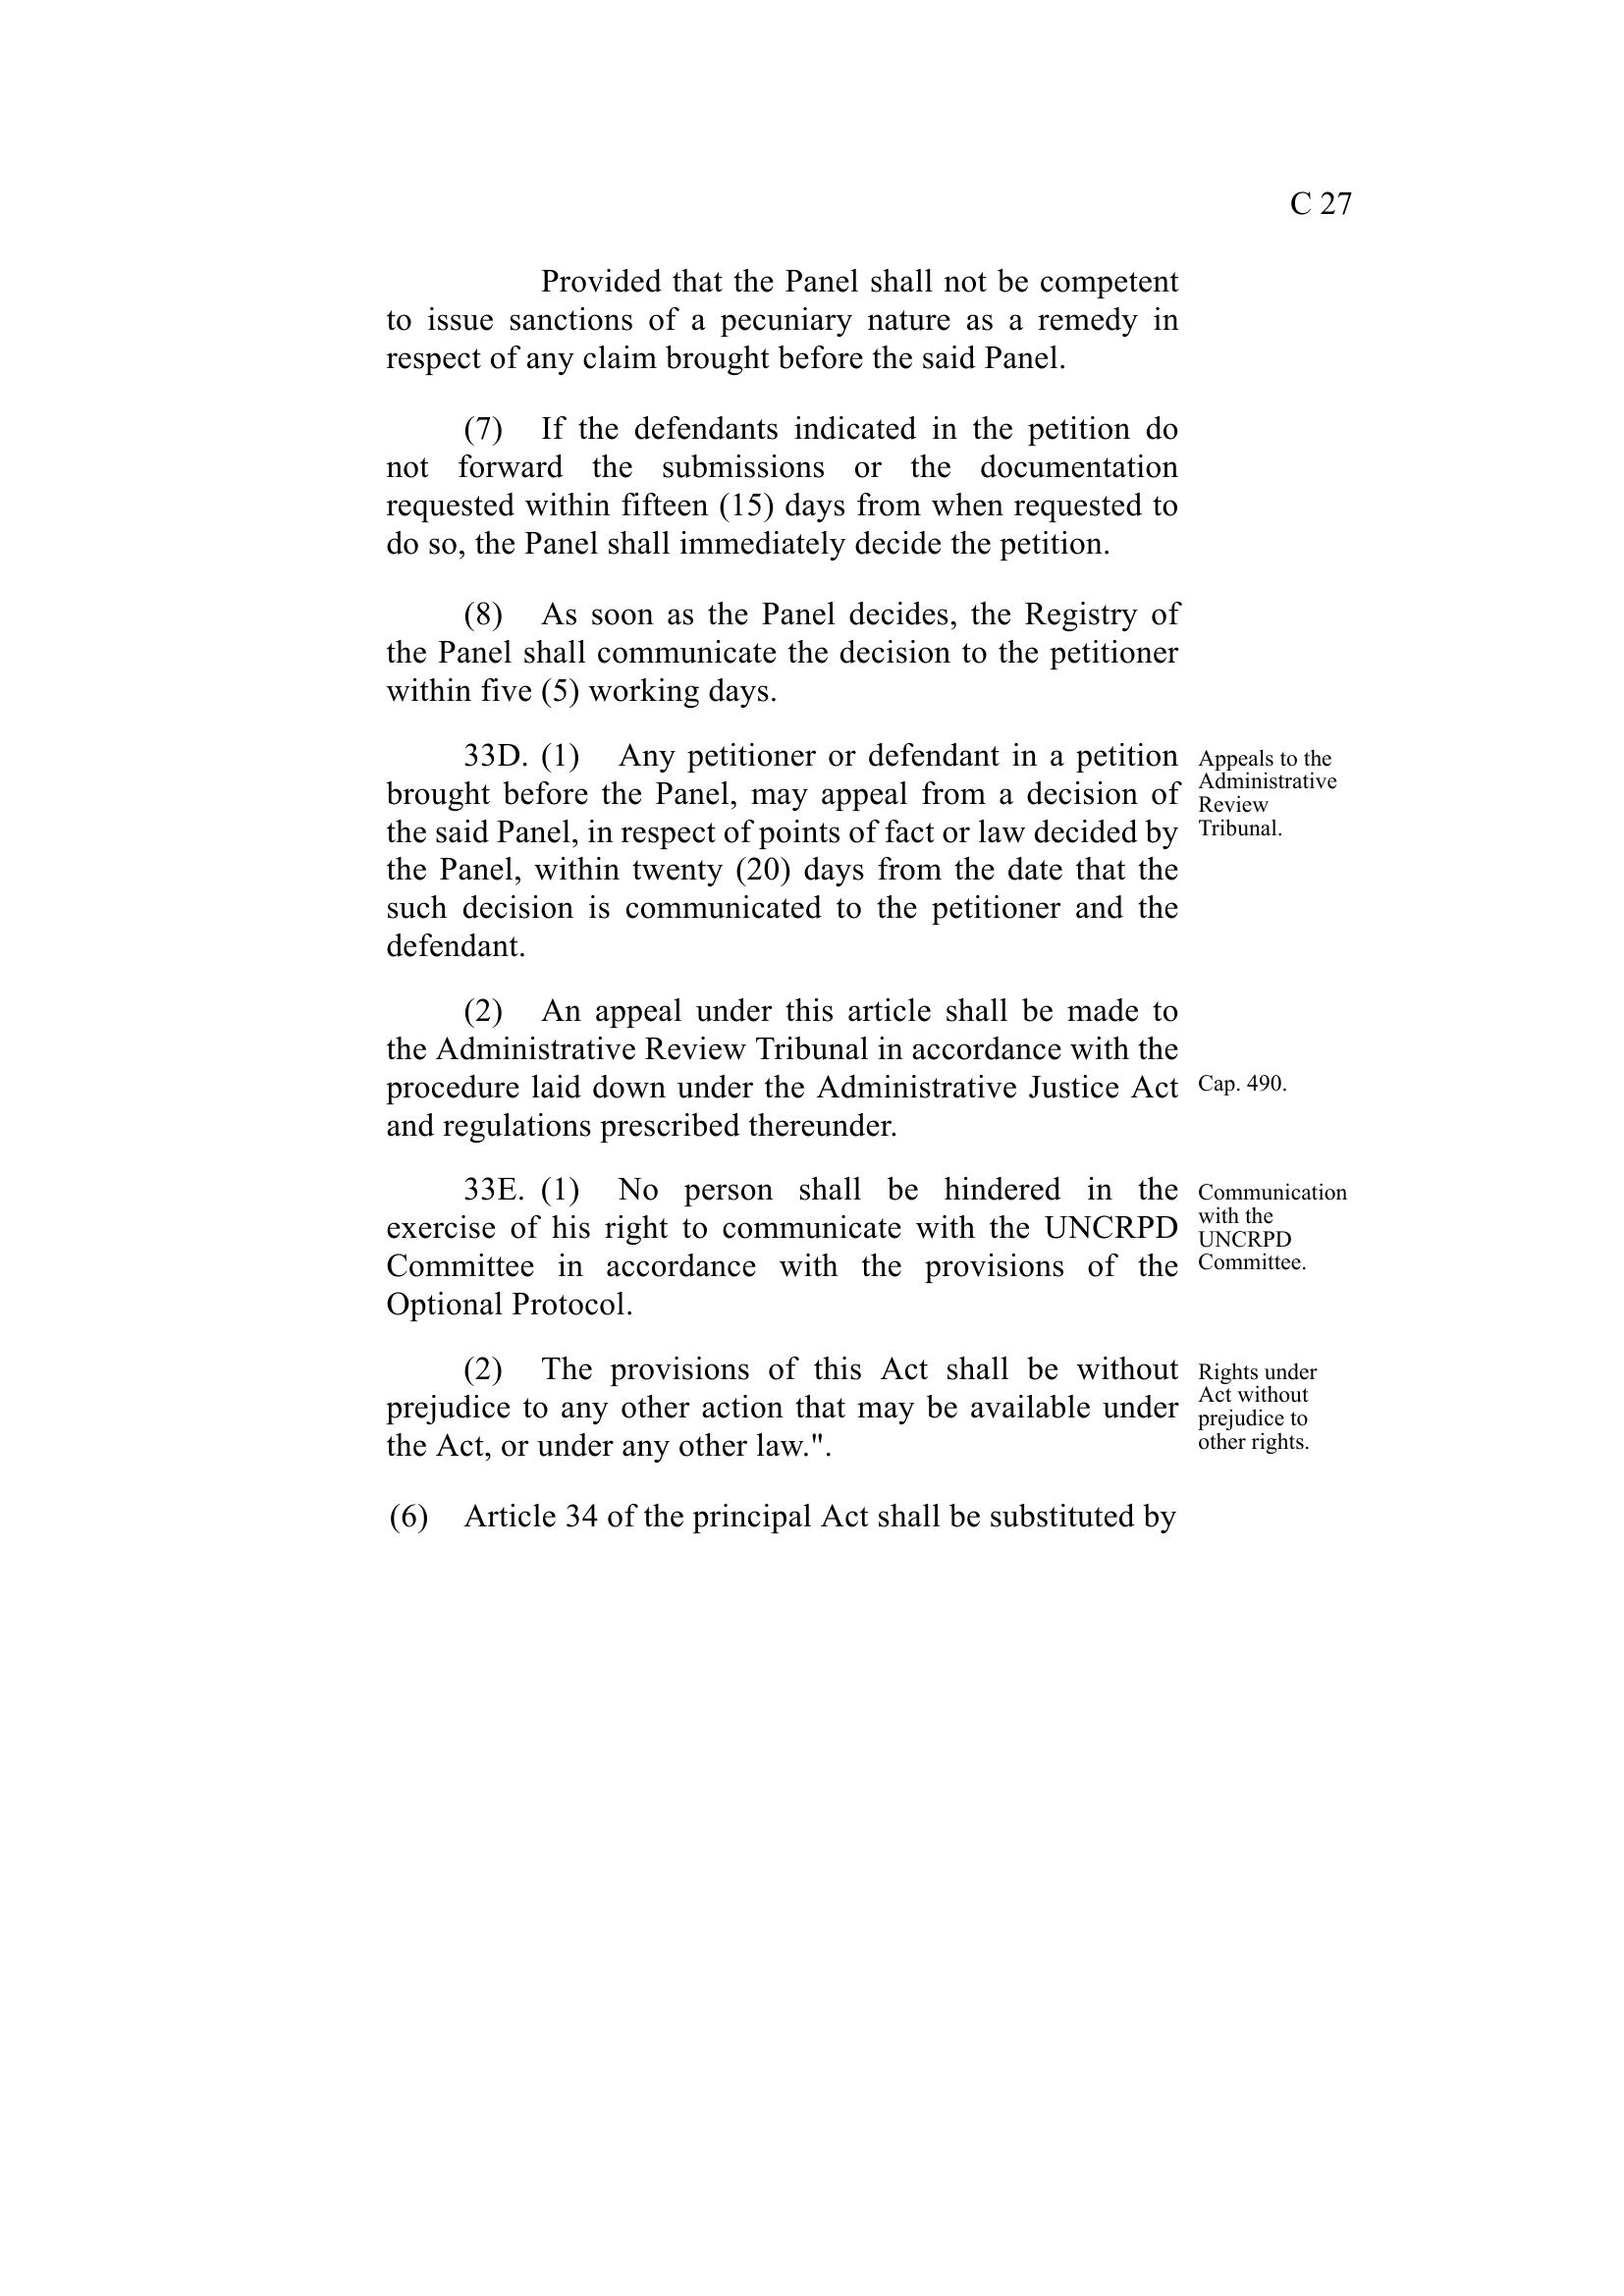 C 27
Provided that the Panel shall not be competent
to issue sanctions of a pecuniary nature as a remedy in
respect of any claim brought before the said Panel.
(7) If the defendants indicated in the petition do
not forward the submissions or the documentation
requested within fifteen (15) days from when requested to
do so, the Panel shall immediately decide the petition.
(8) As soon as the Panel decides, the Registry of
the Panel shall communicate the decision to the petitioner
within five (5) working days.
33D. (1) Any petitioner or defendant in a petition
brought before the Panel, may appeal from a decision of
the said Panel, in respect of points of fact or law decided by
the Panel, within twenty (20) days from the date that the
such decision is communicated to the petitioner and the
defendant.
Appeals to the
Administrative
Review
Tribunal.
(2) An appeal under this article shall be made to
the Administrative Review Tribunal in accordance with the
procedure laid down under the Administrative Justice Act
and regulations prescribed thereunder.
Cap. 490.
33E. (1) No person shall be hindered in the
exercise of his right to communicate with the UNCRPD
Committee in accordance with the provisions of the
Optional Protocol.
Communication
with the
UNCRPD
Committee.
(2) The provisions of this Act shall be without
prejudice to any other action that may be available under
the Act, or under any other law.".
Rights under
Act without
prejudice to
other rights.
(6) Article 34 of the principal Act shall be substituted by